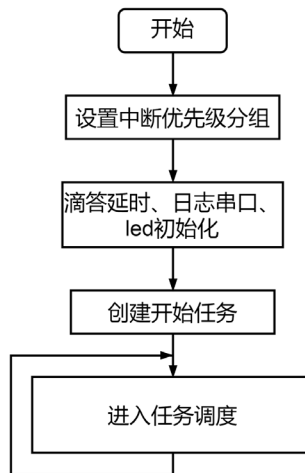 开始
设置中断优先级分组
滴答延时、日志串口、
led初始化
创建开始任务
进入任务调度